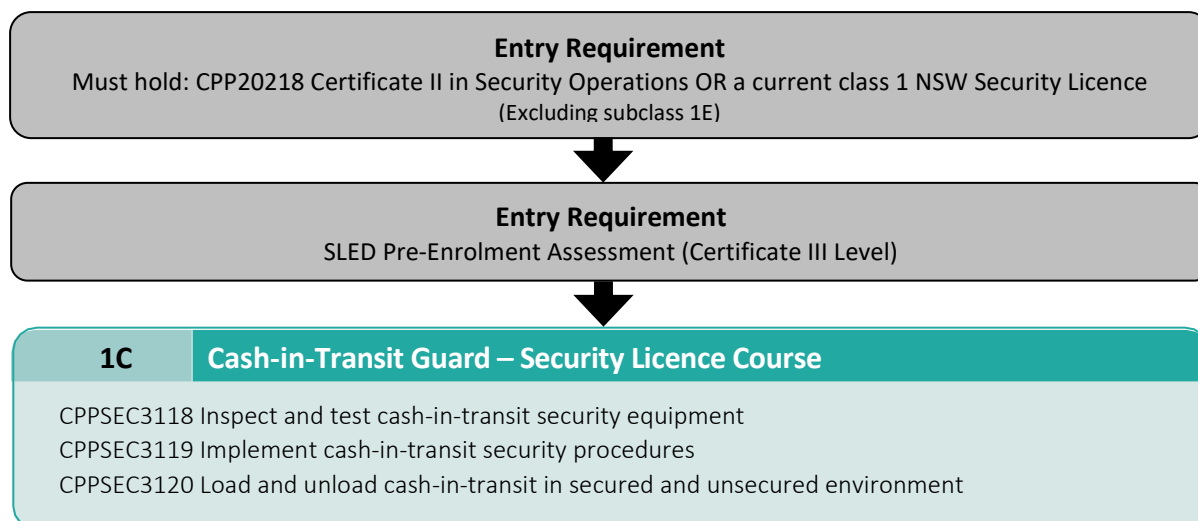 Entry Requirement
Must hold: CPP20218 Certificate II in Security Operations OR a current class 1 NSW Security Licence
(Excluding subclass 1E)
Entry Requirement
SLED Pre-Enrolment Assessment (Certificate III Level)
1C Cash-in-Transit Guard – Security Licence Course
CPPSEC3118 Inspect and test cash-in-transit security equipment
CPPSEC3119 Implement cash-in-transit security procedures
CPPSEC3120 Load and unload cash-in-transit in secured and unsecured environment